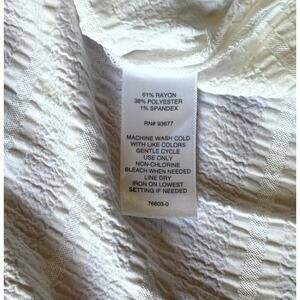 61% RAYON
38% POLYESTER
1% SPANDEX
RN# 93677
MACHINE WASH COLD
WITH LIKE COLORS
GENTLE CYCLE
USE ONLY
NON-CHLORINE
BLEACH WHEN NEEDED
LINE DRY
IRON ON LOWEST
SETTING IF NEEDED
76603-0